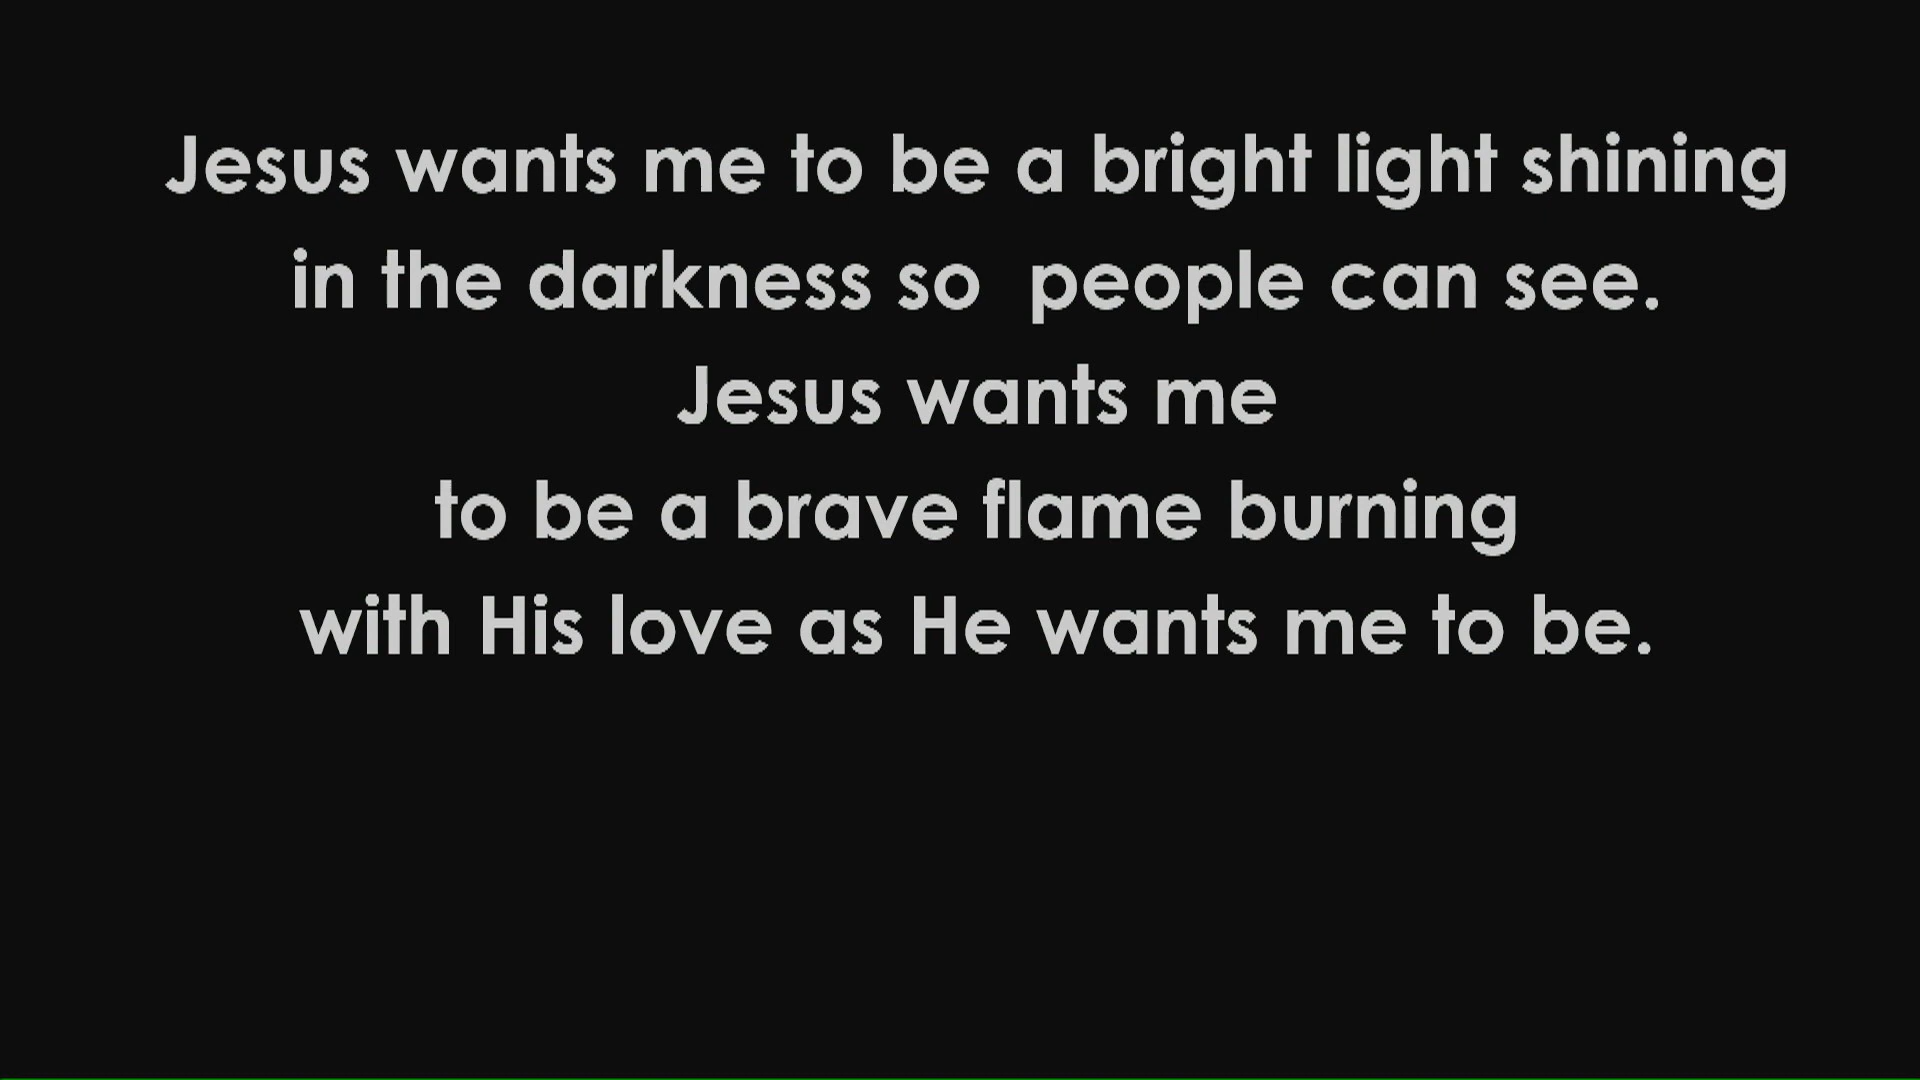 Jesus wants me to be a bright light shining
in the darkness so  people can see.
Jesus wants me
to be a brave flame burning
with His love as He wants me to be.